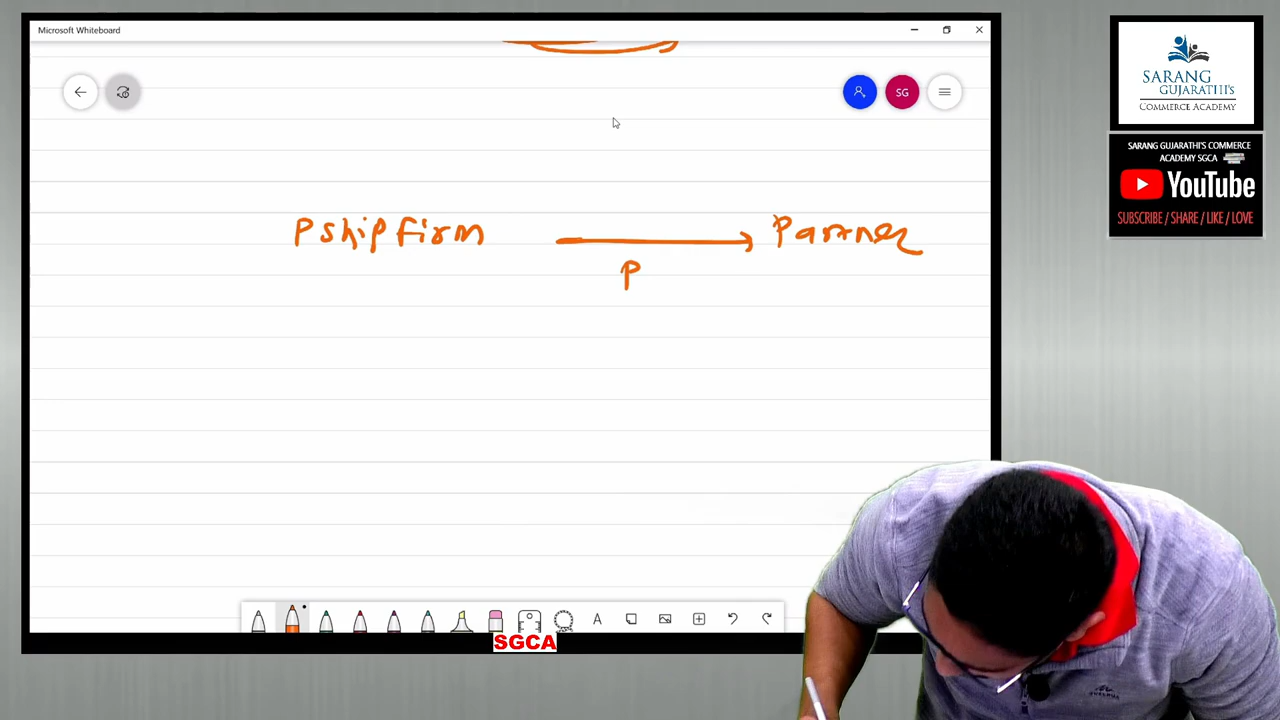 Microsoft Whiteboard
SG
SARANG
GUJARATHI'S
COMMERCE ACADEMY
SARANG GUJARATHI'S COMMERCE
ACADEMY SGCA
YouTube
SUBSCRIBE / SHARE / LIKE / LOVE
Pship firm Partner
P
A
SGCA